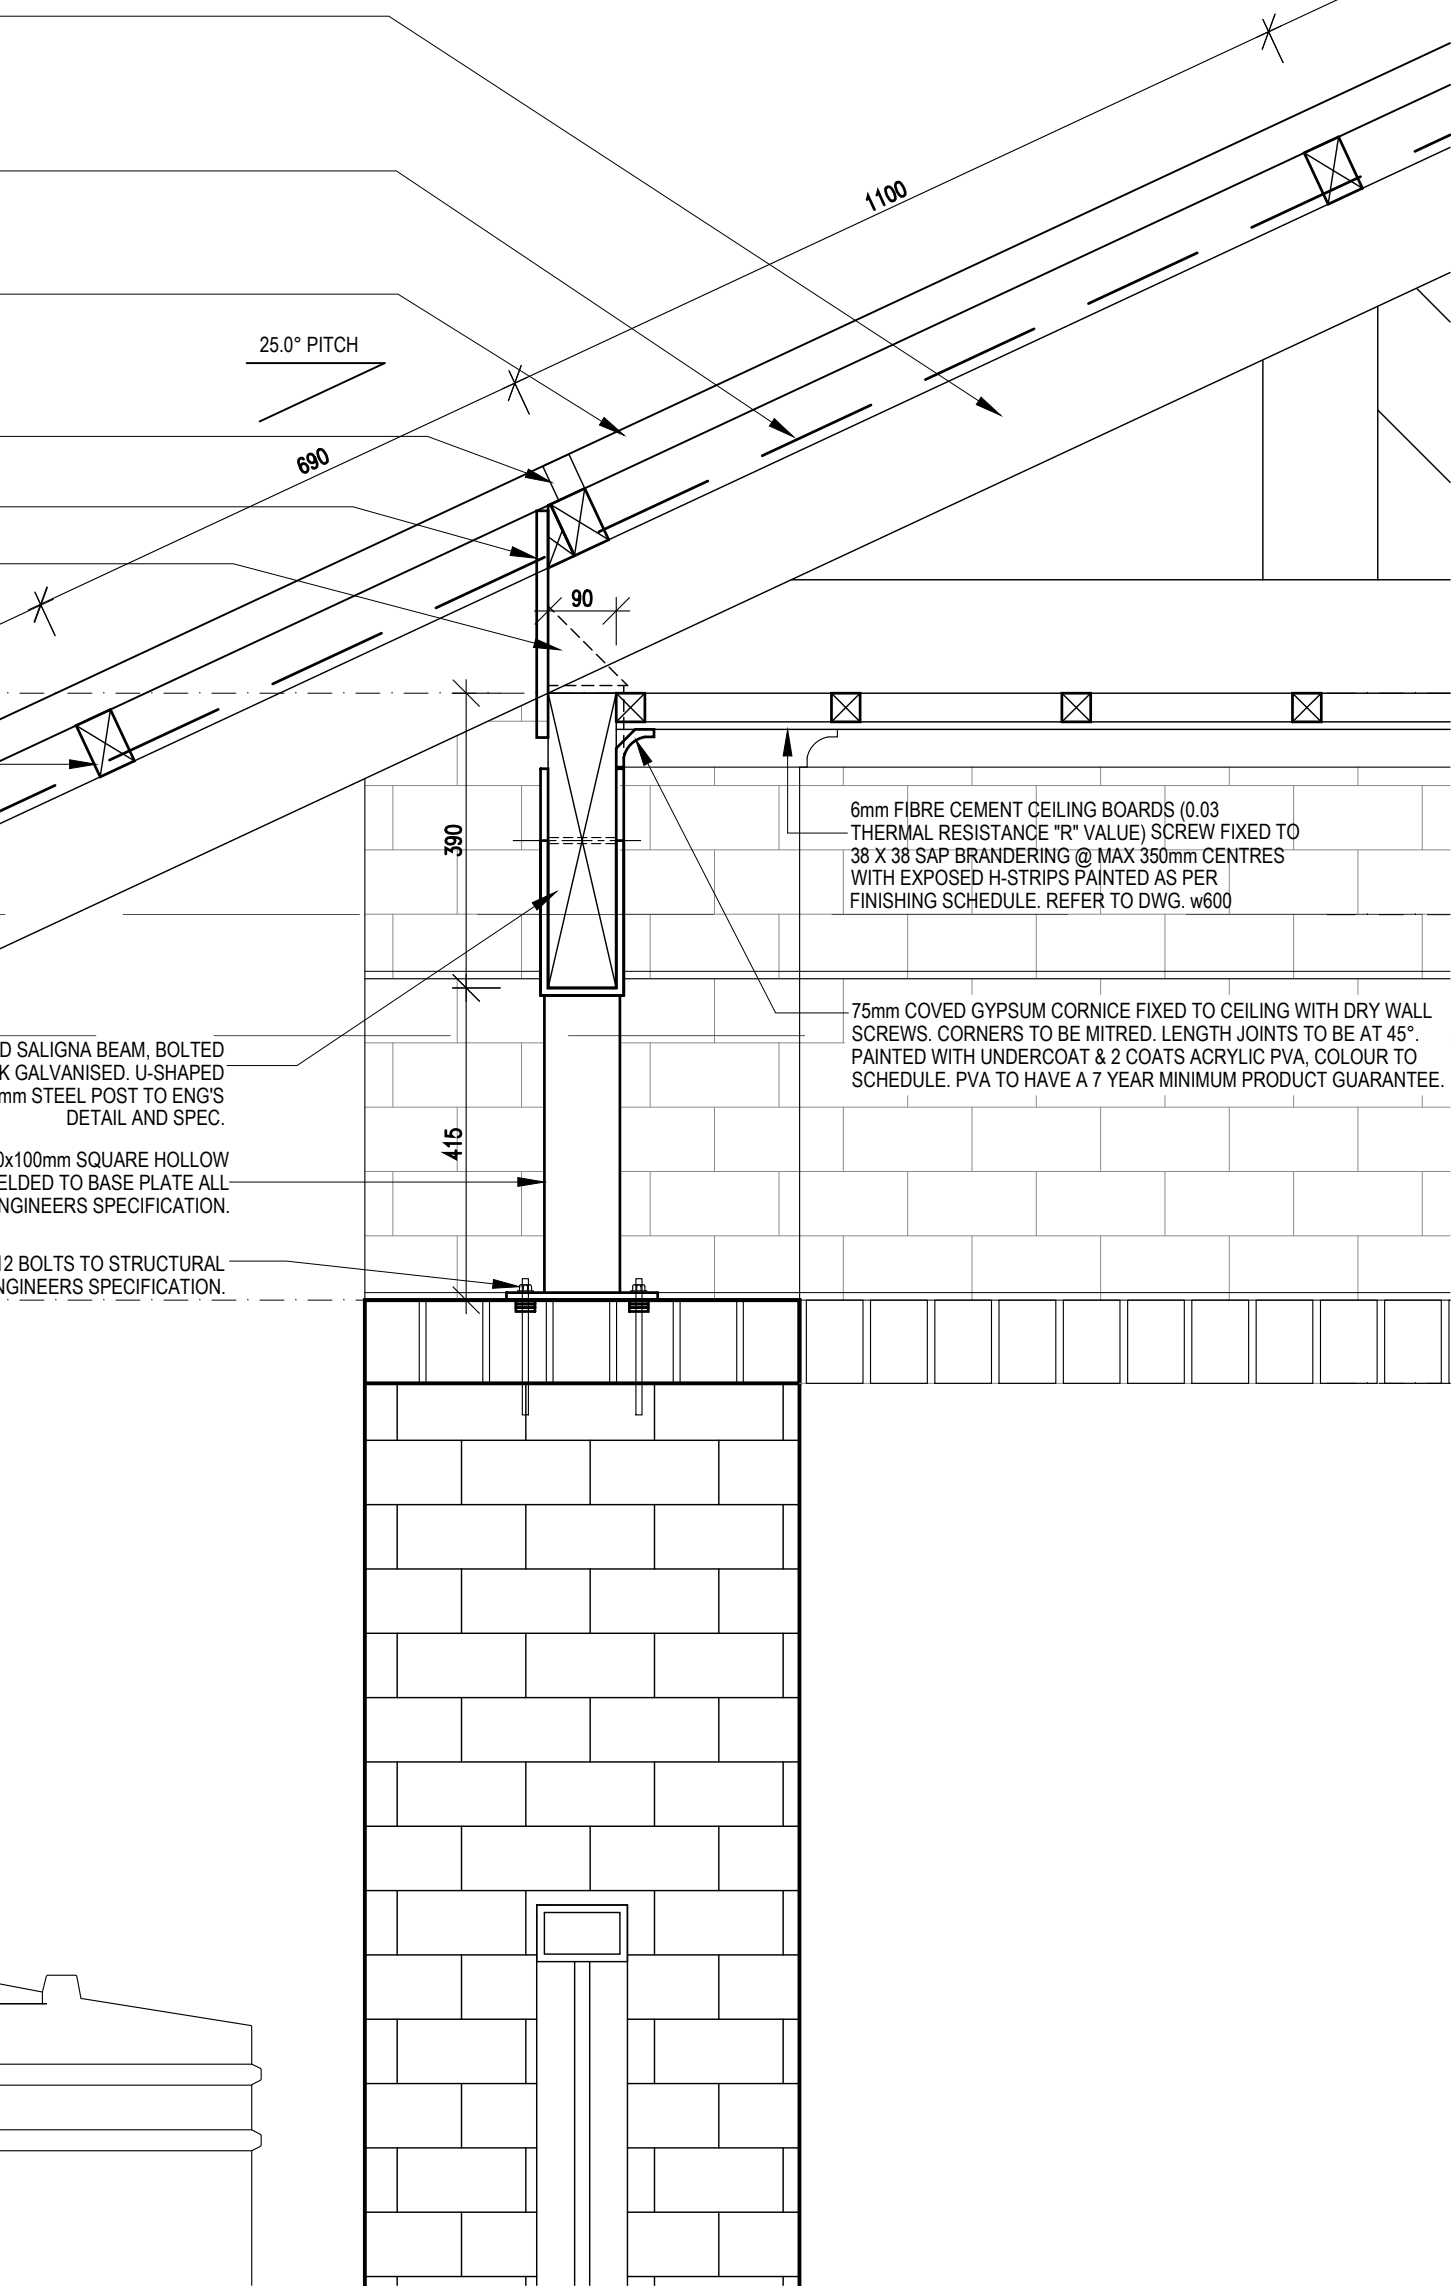 1100
25.0° PITCH
690
90
390
6mm FIBRE CEMENT CEILING BOARDS (0.03
THERMAL RESISTANCE "R" VALUE) SCREW FIXED TO
38 X 38 SAP BRANDERING @ MAX 350mm CENTRES
WITH EXPOSED H-STRIPS PAINTED AS PER
FINISHING SCHEDULE. REFER TO DWG. w600
75mm COVED GYPSUM CORNICE FIXED TO CEILING WITH DRY WALL
SCREWS. CORNERS TO BE MITRED. LENGTH JOINTS TO BE AT 45°.
PAINTED WITH UNDERCOAT & 2 COATS ACRYLIC PVA, COLOUR TO
SCHEDULE. PVA TO HAVE A 7 YEAR MINIMUM PRODUCT GUARANTEE.
D SALIGNA BEAM, BOLTED
K GALVANISED. U-SHAPED
mm STEEL POST TO ENG'S
DETAIL AND SPEC.
415
0x100mm SQUARE HOLLOW
ELDED TO BASE PLATE ALL
NGINEERS SPECIFICATION.
12 BOLTS TO STRUCTURAL
NGINEERS SPECIFICATION.